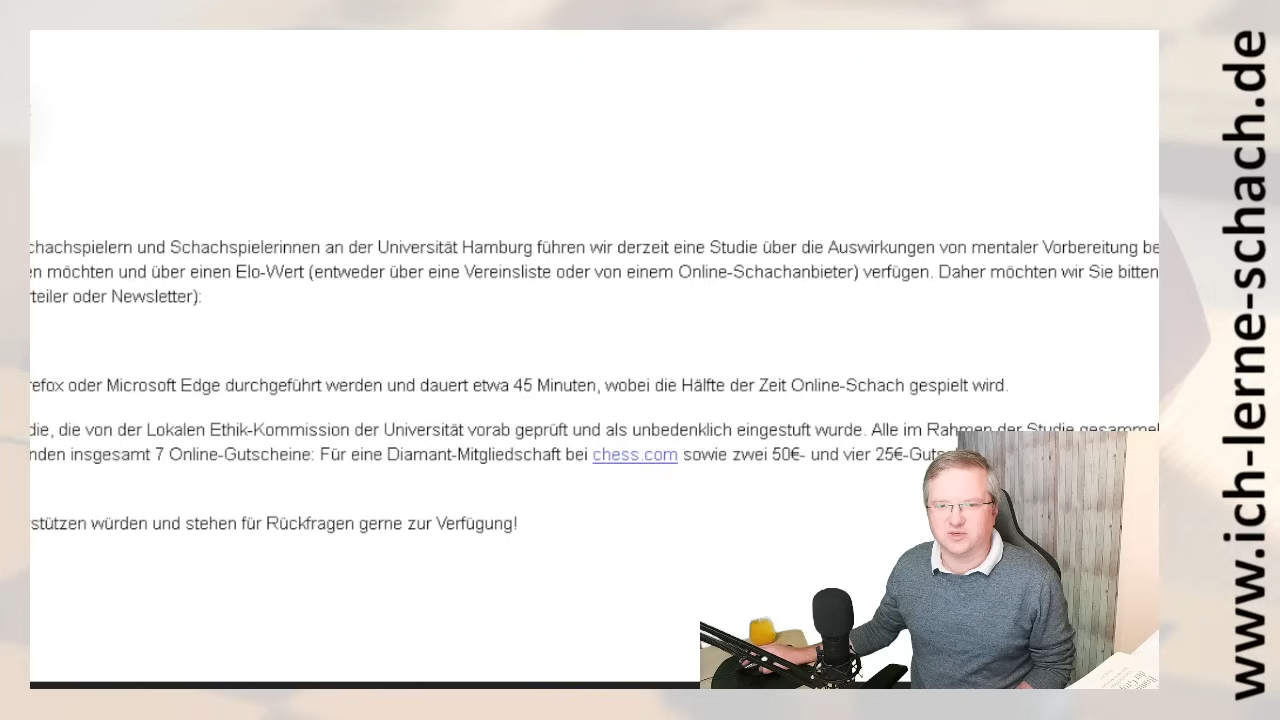 chachspielern und Schachspielerinnen an der Universität Hamburg führen wir derzeit eine Studie über die Auswirkungen von mentaler Vorbereitung be
en möchten und über einen Elo-Wert (entweder über eine Vereinsliste oder von einem Online-Schachanbieter) verfügen. Daher möchten wir Sie bitten
rteiler oder Newsletter):
refox oder Microsoft Edge durchgeführt werden und dauert etwa 45 Minuten, wobei die Hälfte der Zeit Online-Schach gespielt wird.
die, die von der Lokalen Ethik-Kommission der Universität vorab geprüft und als unbedenklich eingestuft wurde. Alle im Rahmen der Studie gesammel
nden insgesamt 7 Online-Gutscheine: Für eine Diamant-Mitgliedschaft bei chess.com sowie zwei 50€- und vier 25€-Guts
stützen würden und stehen für Rückfragen gerne zur Verfügung!
www.ich-lerne-schach.de